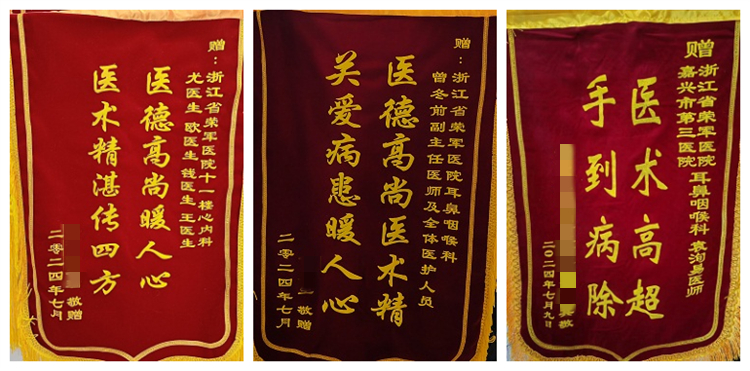 赠：浙江省荣军医院十一楼心内科
尤医生 欧医生 钱医生 王医生
医德高尚暖人心
医术精湛传四方
敬赠
二零二四年七月
赠：浙江省荣军医院耳鼻咽喉科
曾冬前副主任医师及全体医护人员
医德高尚医术精
关爱病患暖人心
敬赠
二零二四年七月
赠
浙江省荣军医院
嘉兴市第三医院
耳鼻咽喉科 袁洵易医师
医术高超
手到病除
敬
二〇二四年七月九日